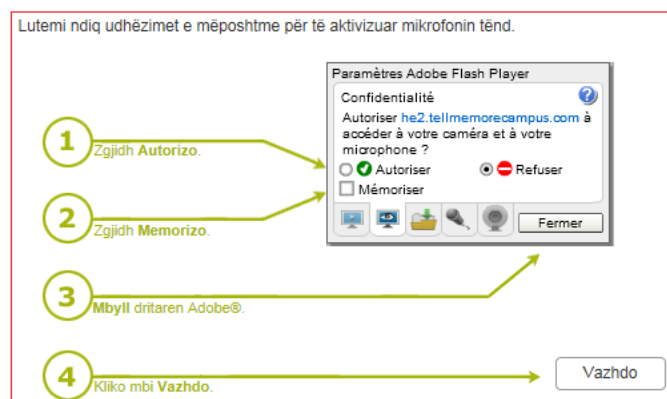 Lutemi ndiq udhëzimet e mëposhtme për të aktivizuar mikrofonin tënd.
Paramètres Adobe Flash Player
Confidentialité
?
Autoriser he2.tellmemorecampus.com à
accéder à votre caméra et à votre
microphone ?
Autoriser
Refuser
Mémoriser
Fermer
1
Zgjidh Autorizo.
2
Zgjidh Memorizo.
3
Mbyll dritaren Adobe®.
4
Kliko mbi Vazhdo.
Vazhdo